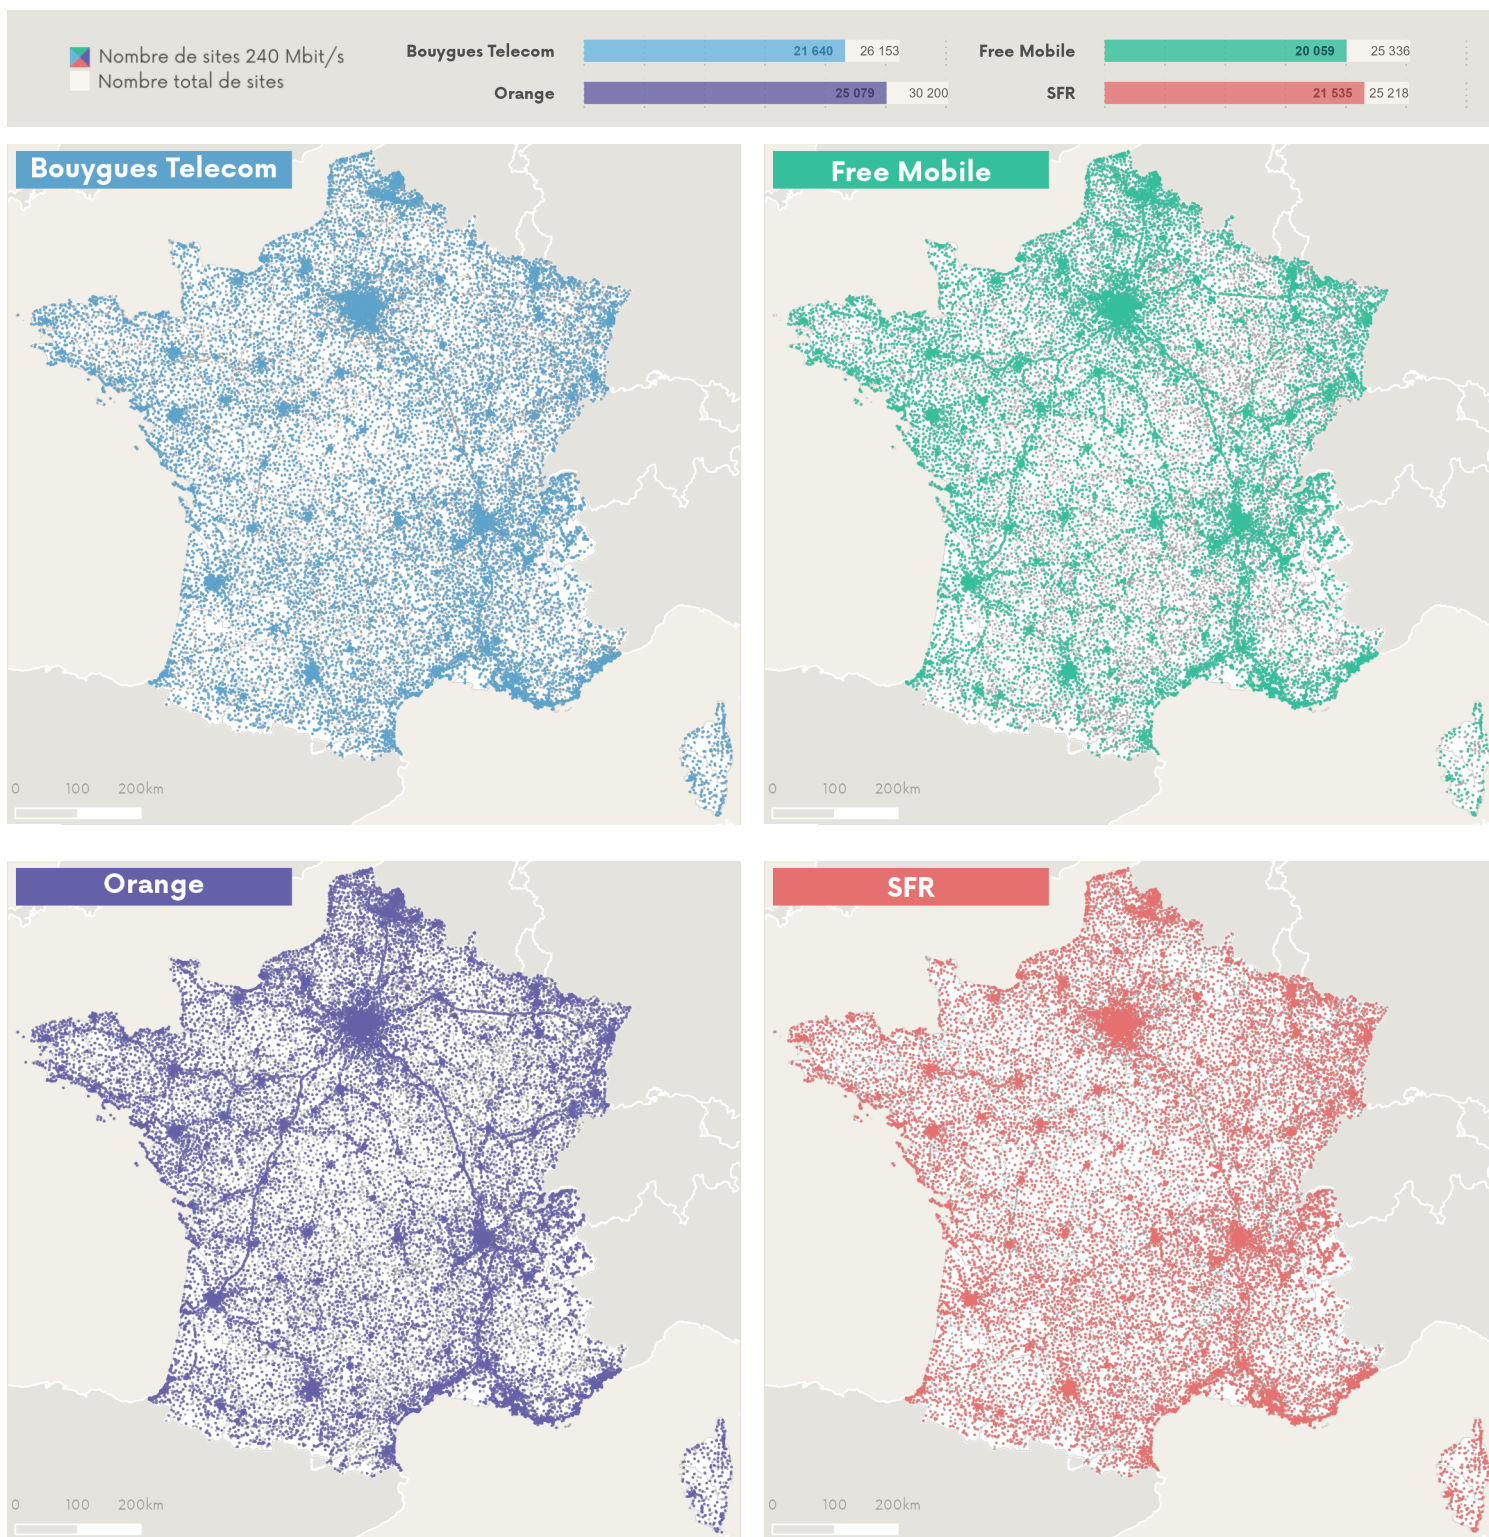 Nombre de sites 240 Mbit/s
Nombre total de sites
Bouygues Telecom 21 640 26 153
Orange 25 079 30 200
Free Mobile 20 059 25 336
SFR 21 535 25 218
Bouygues Telecom
0 100 200km
Free Mobile
0 100 200km
Orange
0 100 200km
SFR
0 100 200km